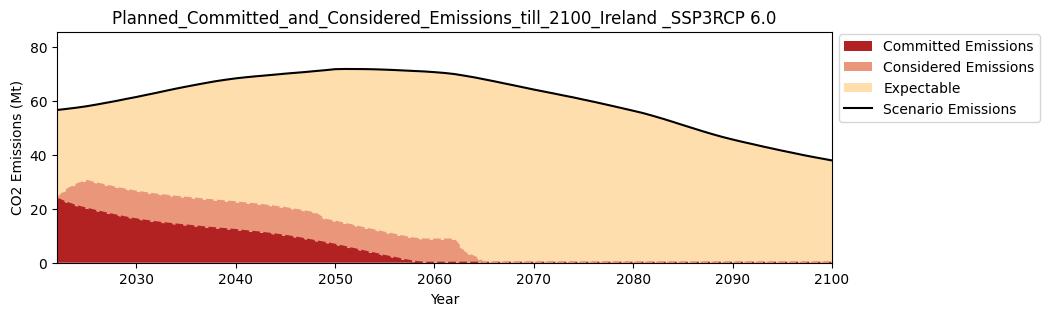 Planned_Committed_and_Considered_Emissions_till_2100_Ireland _SSP3RCP 6.0
Committed Emissions
Considered Emissions
Expectable
Scenario Emissions
CO2 Emissions (Mt)
80
60
40
20
0
2030 2040 2050 2060 2070 2080 2090 2100
Year